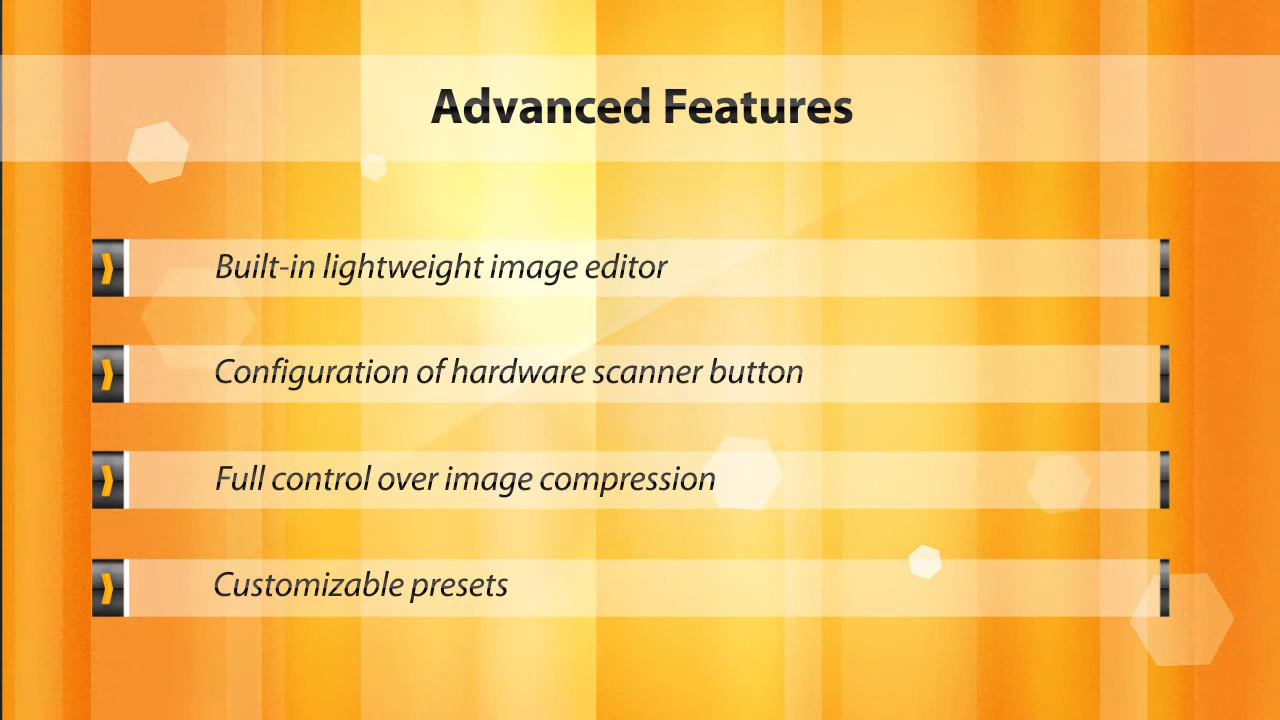 Advanced Features
Built-in lightweight image editor
Configuration of hardware scanner button
Full control over image compression
Customizable presets